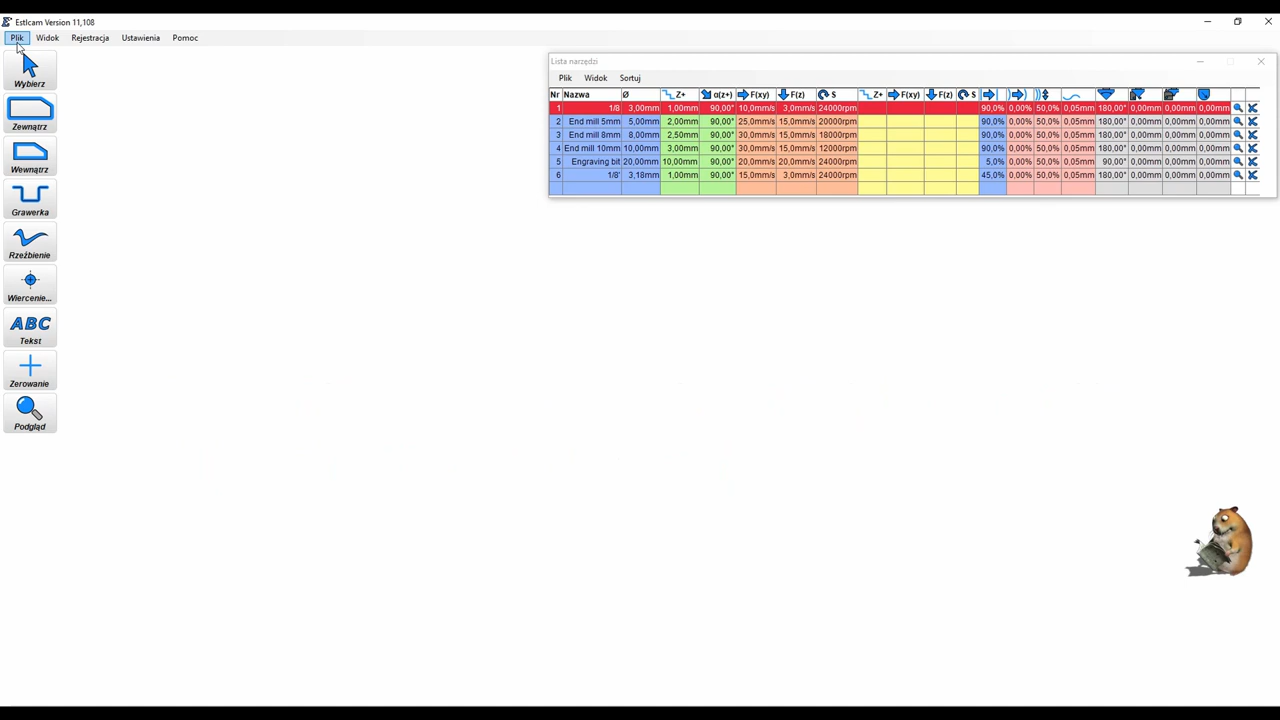 Estlcam Version 11,108
Plik Widok Rejestracja Ustawienia Pomoc
Wybierz
Zewnątrz
Wewnątrz
Grawerka
Rzeźbienie
Wiercenie...
ABC
Tekst
Zerowanie
Podgląd
Lista narzędzi
Plik Widok Sortuj
Nr Nazwa Ø Z+ α(z+) F(xy) F(z) S Z+ F(xy) F(z) S
1 1/8 3,00mm 1,00mm 90,00° 10,0mm/s 3,0mm/s 24000rpm 90,0% 0,00% 50,0% 0,05mm 180,00° 0,00mm 0,00mm 0,00mm
2 End mill 5mm 5,00mm 2,00mm 90,00° 25,0mm/s 15,0mm/s 20000rpm 90,0% 0,00% 50,0% 0,05mm 180,00° 0,00mm 0,00mm 0,00mm
3 End mill 8mm 8,00mm 2,50mm 90,00° 30,0mm/s 15,0mm/s 18000rpm 90,0% 0,00% 50,0% 0,05mm 180,00° 0,00mm 0,00mm 0,00mm
4 End mill 10mm 10,00mm 3,00mm 90,00° 30,0mm/s 15,0mm/s 12000rpm 90,0% 0,00% 50,0% 0,05mm 180,00° 0,00mm 0,00mm 0,00mm
5 Engraving bit 20,00mm 10,00mm 90,00° 20,0mm/s 20,0mm/s 24000rpm 5,0% 0,00% 50,0% 0,05mm 90,00° 0,00mm 0,00mm 0,00mm
6 1/8' 3,18mm 1,00mm 90,00° 15,0mm/s 3,0mm/s 24000rpm 45,0% 0,00% 50,0% 0,05mm 180,00° 0,00mm 0,00mm 0,00mm